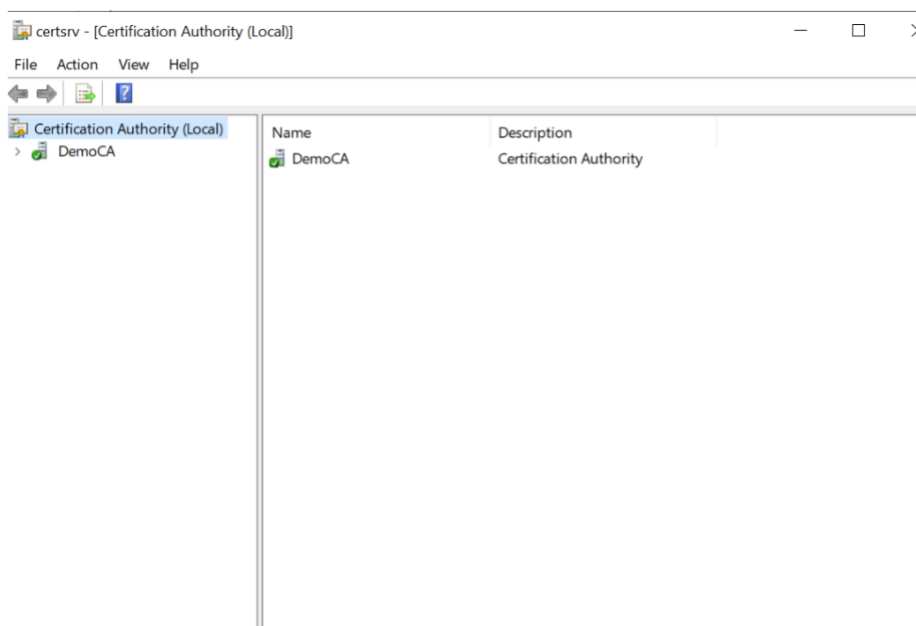 certsrv - [Certification Authority (Local)]
File Action View Help
Certification Authority (Local)
DemoCA
Name Description
DemoCA Certification Authority